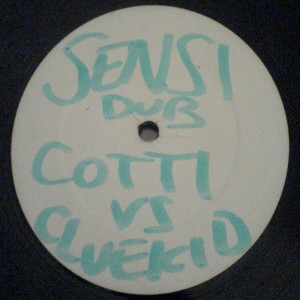 SENSI
DUB
COTTI
VS
CLUEKID